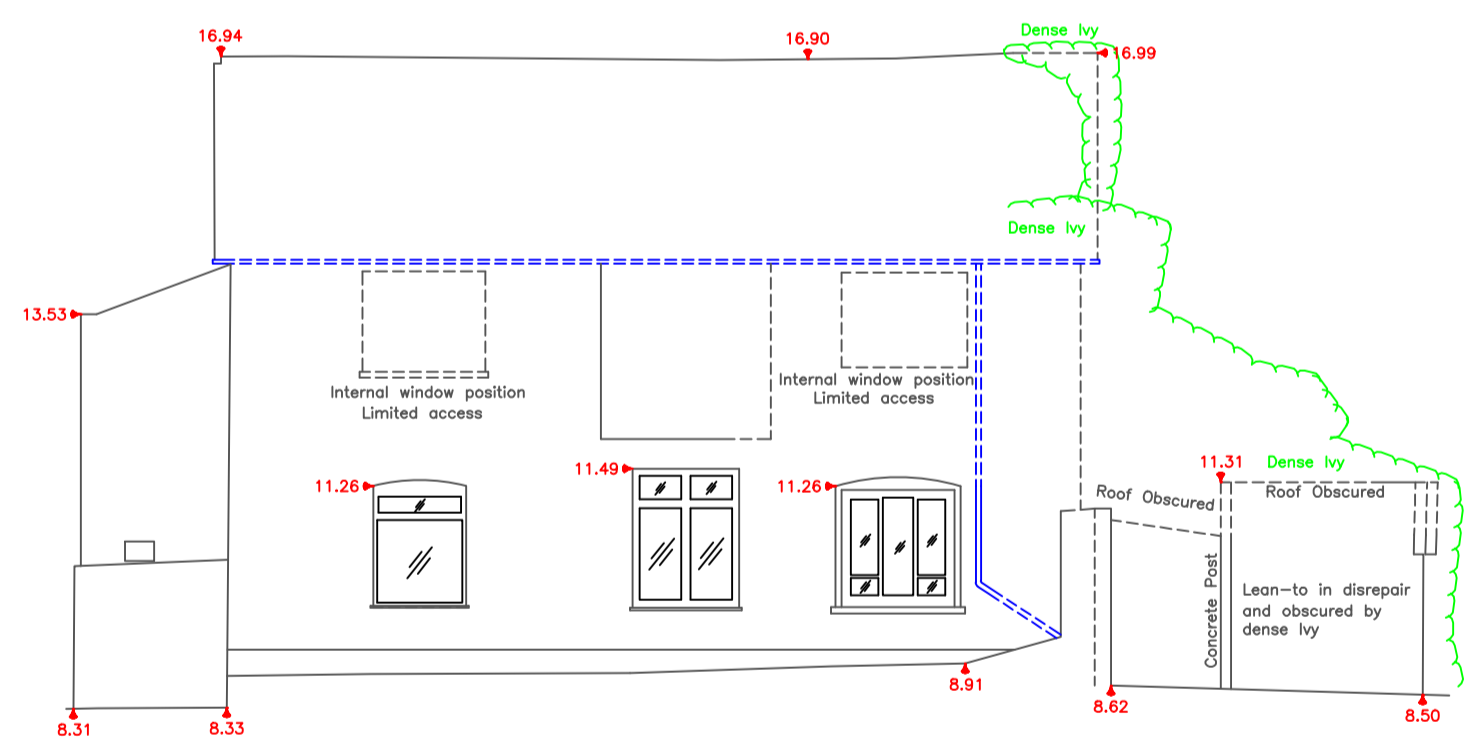 Dense Ivy
16.94
16.90
16.99
Dense Ivy
13.53
Internal window position
Limited access
Internal window position
Limited access
11.49
11.26
11.26
11.31
Dense Ivy
Roof Obscured
Roof Obscured
Concrete Post
Lean-to in disrepair
and obscured by
dense Ivy
8.91
8.62
8.50
8.31
8.33